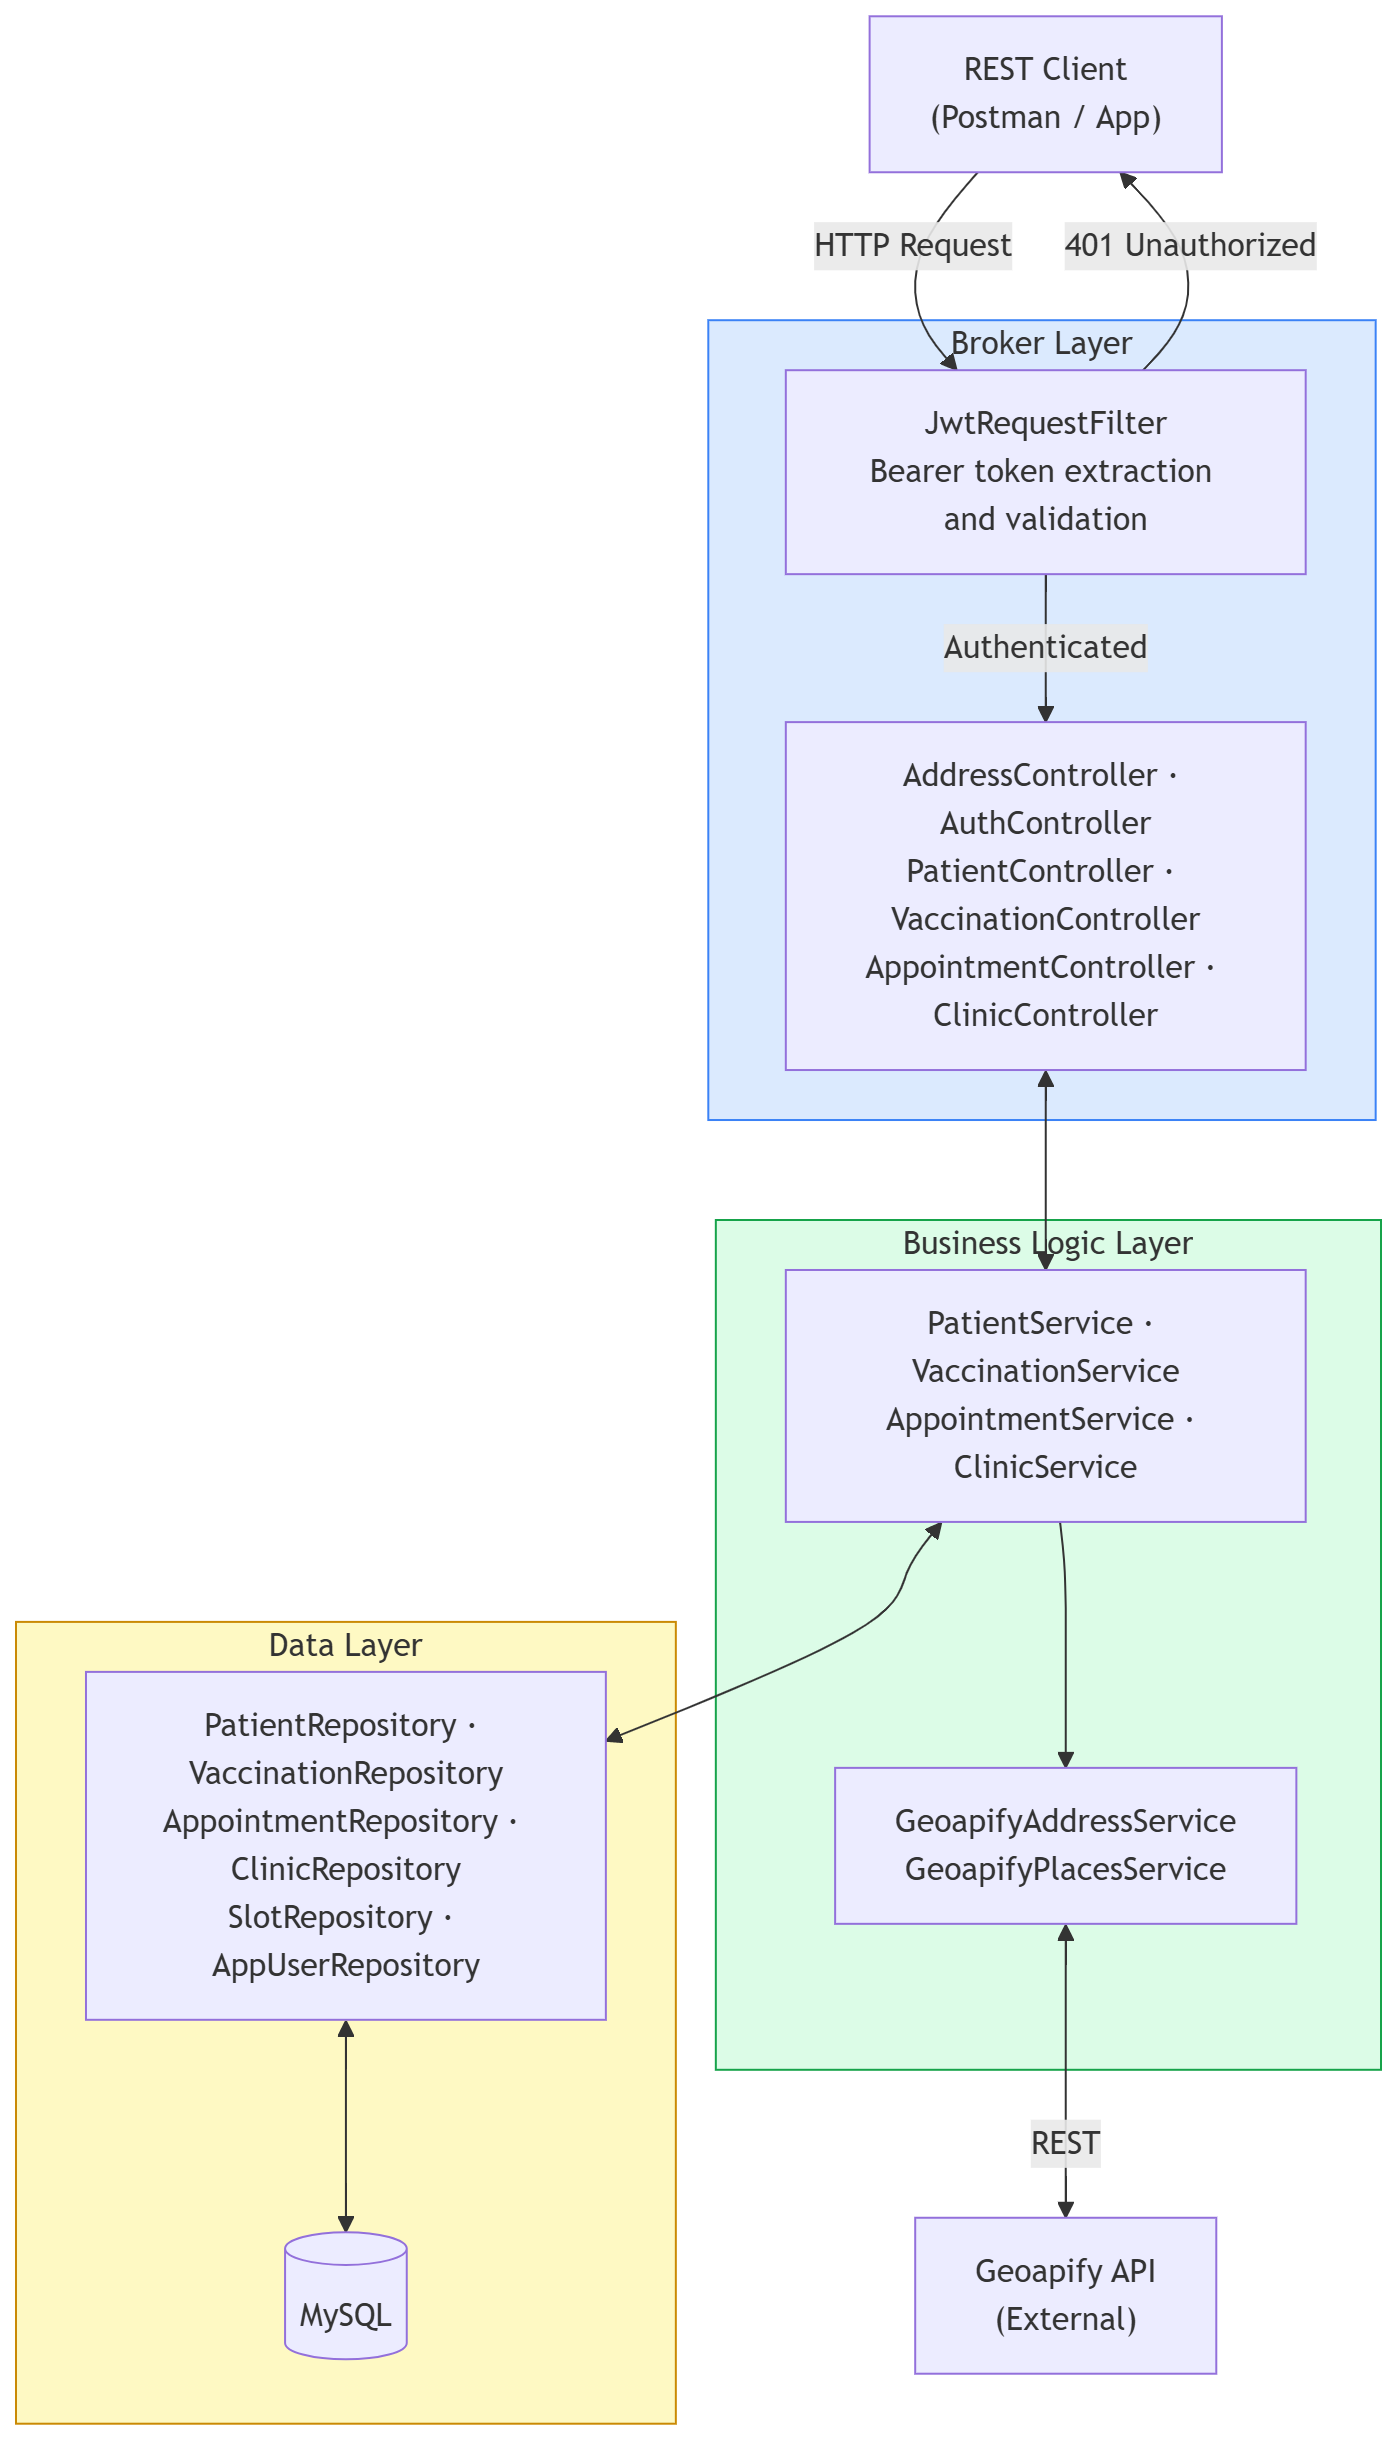 REST Client
(Postman / App)
HTTP Request
401 Unauthorized
Broker Layer
JwtRequestFilter
Bearer token extraction
and validation
Authenticated
AddressController ·
AuthController
PatientController ·
VaccinationController
AppointmentController ·
ClinicController
Business Logic Layer
PatientService ·
VaccinationService
AppointmentService ·
ClinicService
Data Layer
PatientRepository ·
VaccinationRepository
AppointmentRepository ·
ClinicRepository
SlotRepository ·
AppUserRepository
GeoapifyAddressService
GeoapifyPlacesService
REST
MySQL
Geoapify API
(External)